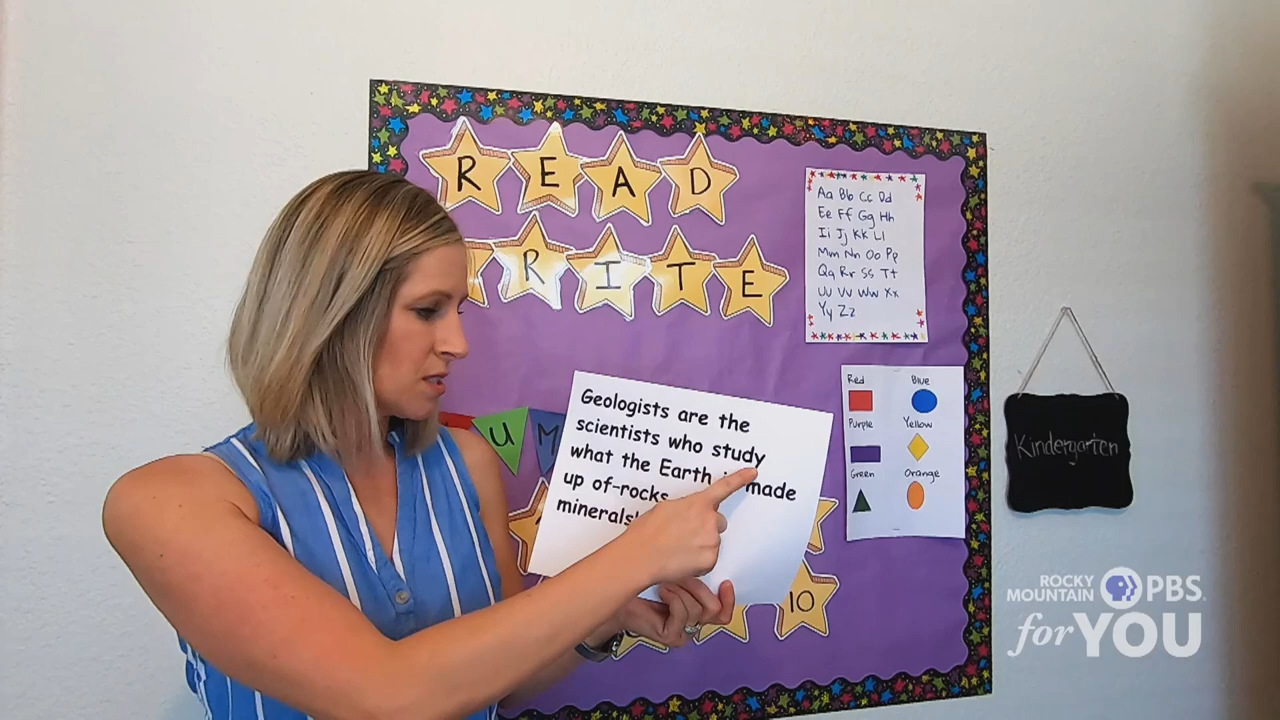 READ
RITE
Aa Bb Cc Dd
Ee Ff Gg Hh
Ii Jj Kk Ll
Mm Nn Oo Pp
Qq Rr Ss Tt
Uu Vv Ww Xx
Yy Zz
Geologists are the
scientists who study
what the Earth made
up of-rocks
minerals
U M
Red Blue
Purple Yellow
Green Orange
Kindergarten
10
ROCKY
MOUNTAIN PBS
for YOU